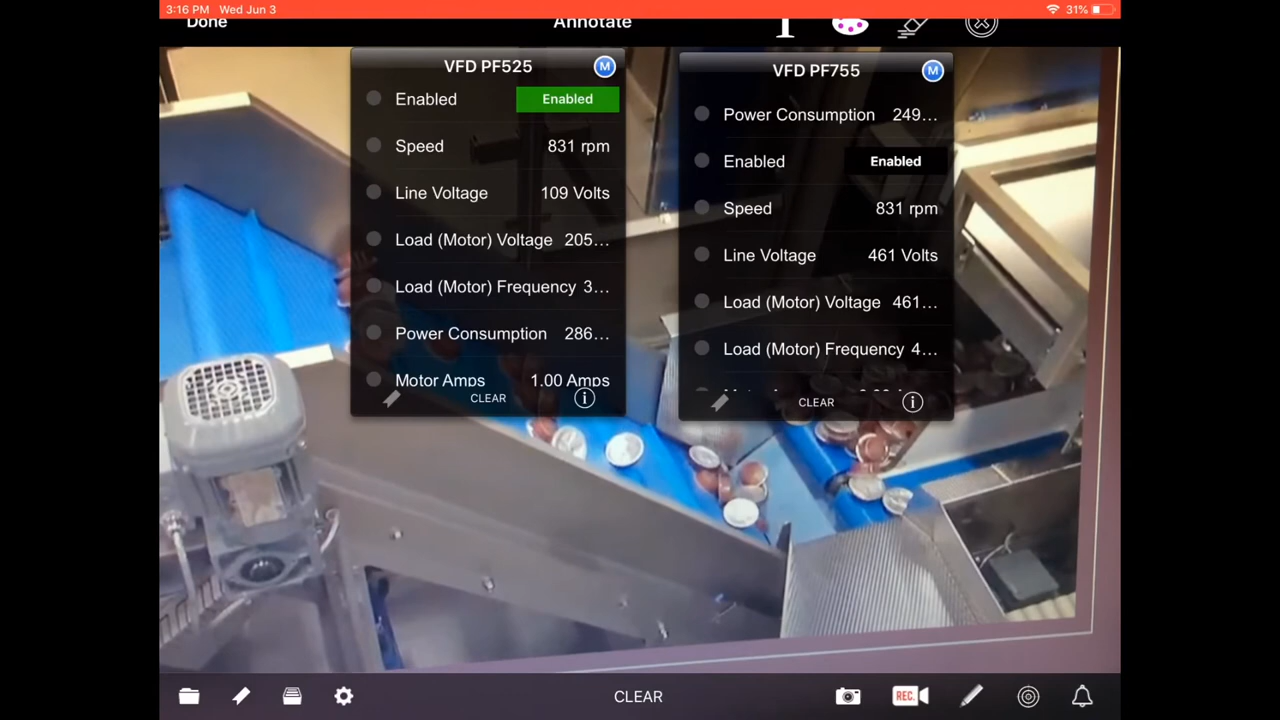 3:16 PM Wed Jun 3
31%
Done
Annotate
VFD PF525
M
Enabled Enabled
Speed 831 rpm
Line Voltage 109 Volts
Load (Motor) Voltage 205...
Load (Motor) Frequency 3...
Power Consumption 286...
Motor Amps 1.00 Amps
CLEAR
VFD PF755
M
Power Consumption 249...
Enabled Enabled
Speed 831 rpm
Line Voltage 461 Volts
Load (Motor) Voltage 461...
Load (Motor) Frequency 4...
CLEAR
CLEAR
REC.